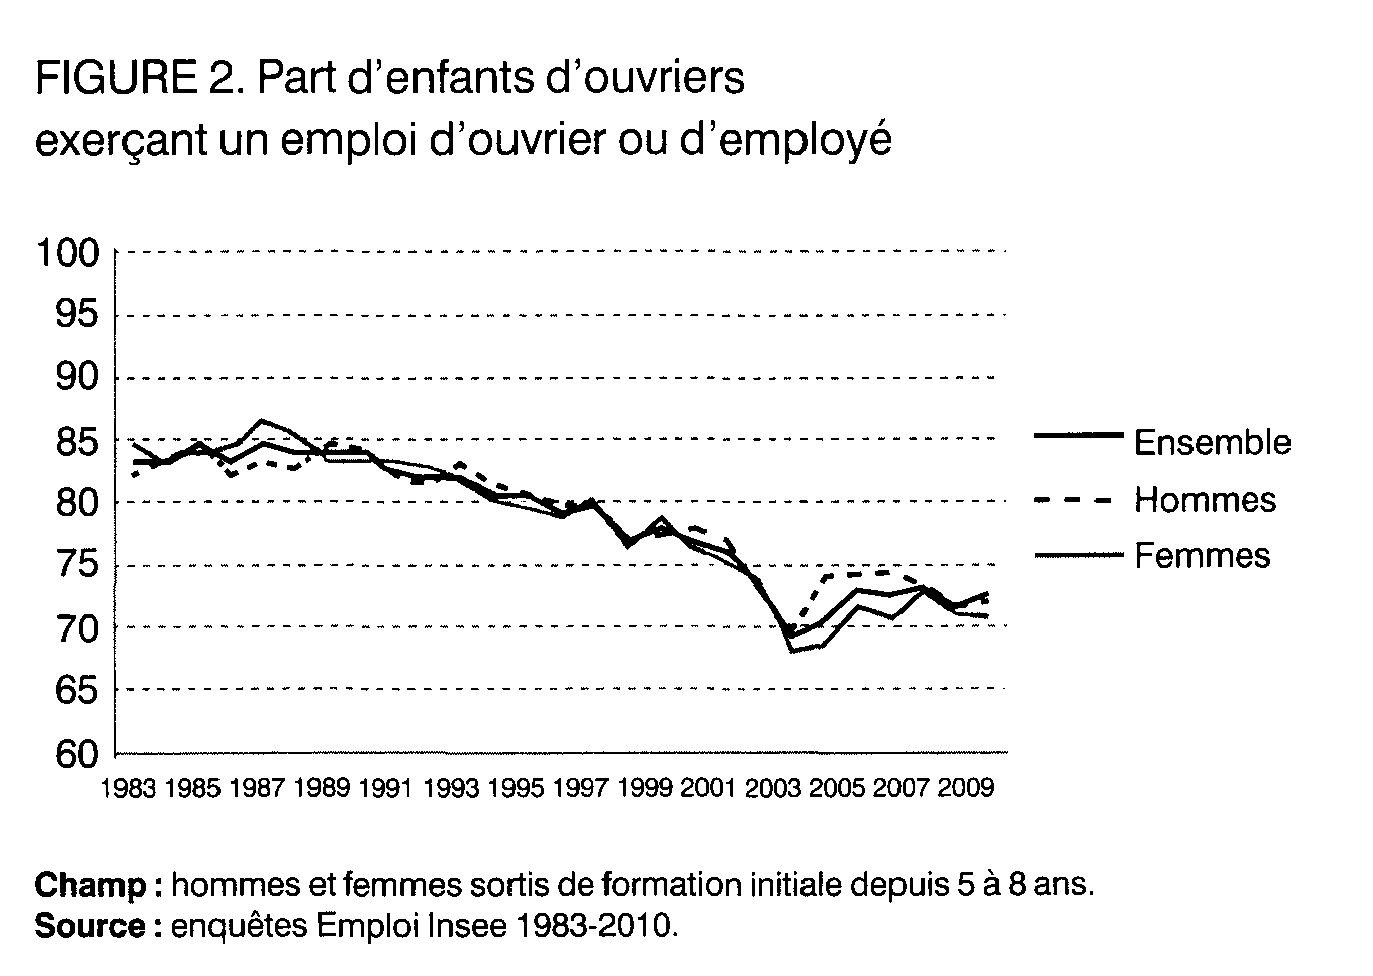 FIGURE 2. Part d'enfants d'ouvriers
exerçant un emploi d'ouvrier ou d'employé
100
95
90
85
80
75
70
65
60
1983 1985 1987 1989 1991 1993 1995 1997 1999 2001 2003 2005 2007 2009
Ensemble
Hommes
Femmes
Champ : hommes et femmes sortis de formation initiale depuis 5 à 8 ans.
Source : enquêtes Emploi Insee 1983-2010.